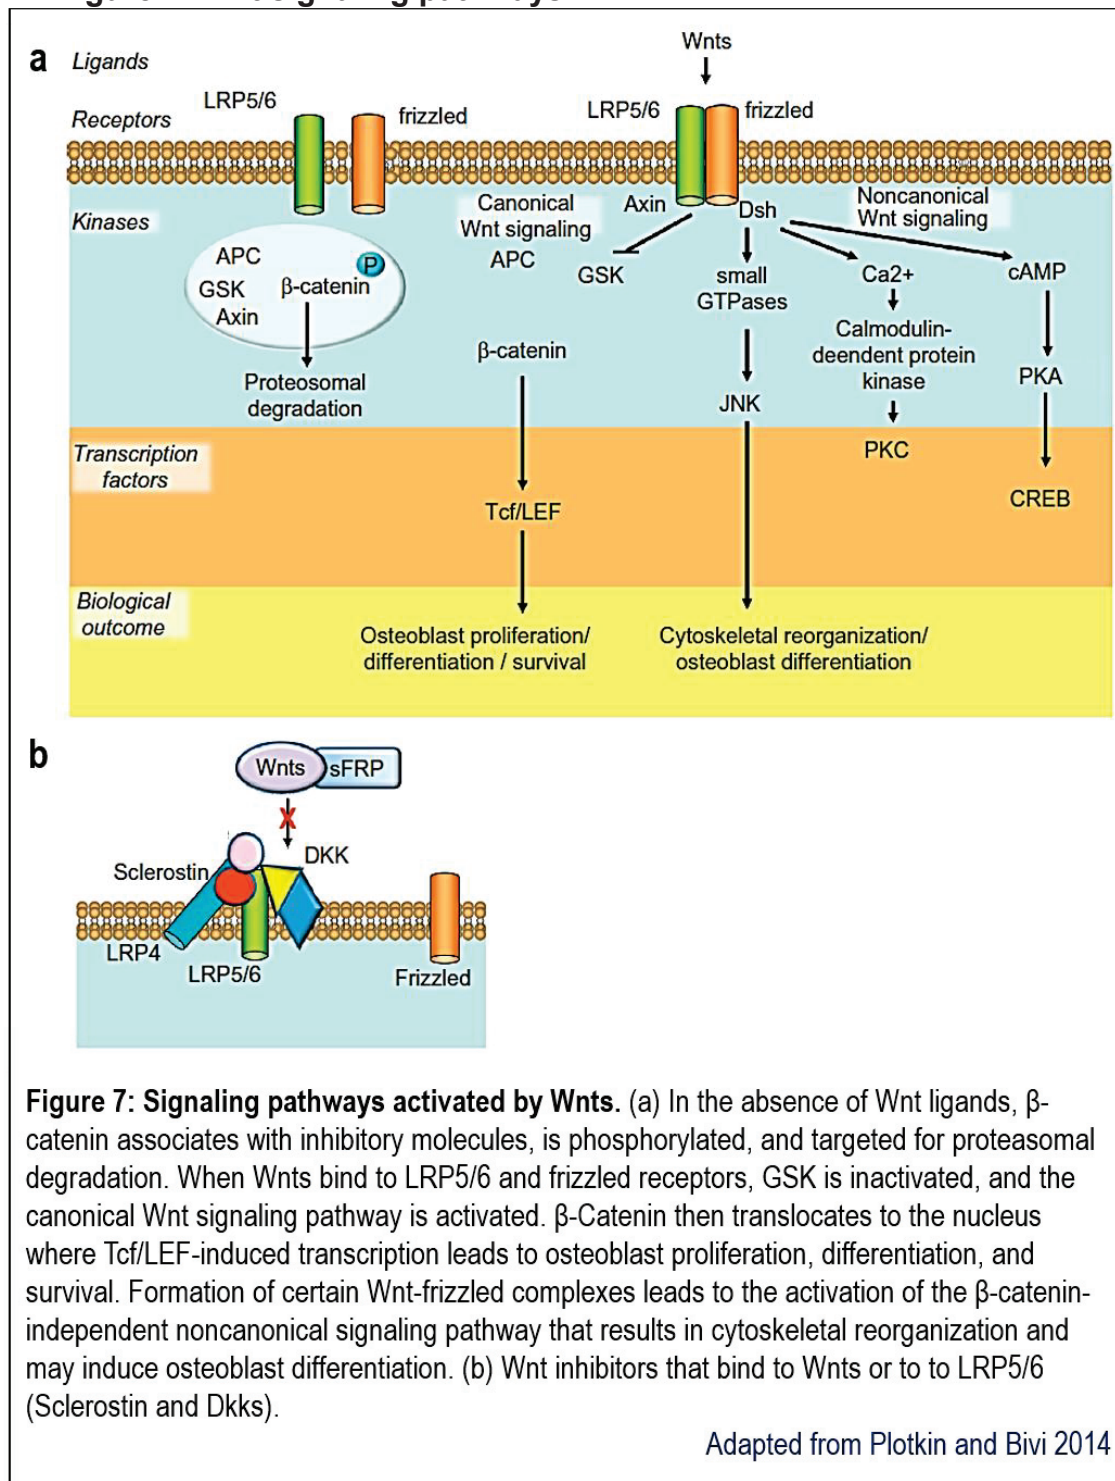 a
Ligands
Wnts
LRP5/6
frizzled
LRP5/6
frizzled
Receptors
Kinases
Canonical
Wnt signaling
APC
Axin
Dsh
Noncanonical
Wnt signaling
APC
GSK
β-catenin
P
Axin
GSK
small
GTPases
Ca2+
cAMP
Proteosomal
degradation
β-catenin
Calmodulin-
deendent protein
kinase
JNK
PKA
PKC
Transcription
factors
Tcf/LEF
CREB
Biological
outcome
Osteoblast proliferation/
differentiation / survival
Cytoskeletal reorganization/
osteoblast differentiation
b
Wnts
sFRP
X
Sclerostin
DKK
LRP4
LRP5/6
Frizzled
Figure 7: Signaling pathways activated by Wnts. (a) In the absence of Wnt ligands, β-
catenin associates with inhibitory molecules, is phosphorylated, and targeted for proteasomal
degradation. When Wnts bind to LRP5/6 and frizzled receptors, GSK is inactivated, and the
canonical Wnt signaling pathway is activated. β-Catenin then translocates to the nucleus
where Tcf/LEF-induced transcription leads to osteoblast proliferation, differentiation, and
survival. Formation of certain Wnt-frizzled complexes leads to the activation of the β-catenin-
independent noncanonical signaling pathway that results in cytoskeletal reorganization and
may induce osteoblast differentiation. (b) Wnt inhibitors that bind to Wnts or to to LRP5/6
(Sclerostin and Dkks).
Adapted from Plotkin and Bivi 2014